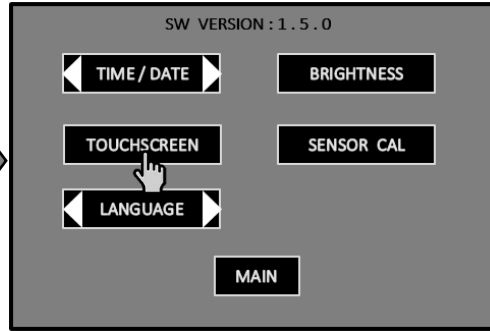 SW VERSION : 1.5.0
TIME / DATE
BRIGHTNESS
TOUCHSCREEN
SENSOR CAL
LANGUAGE
MAIN